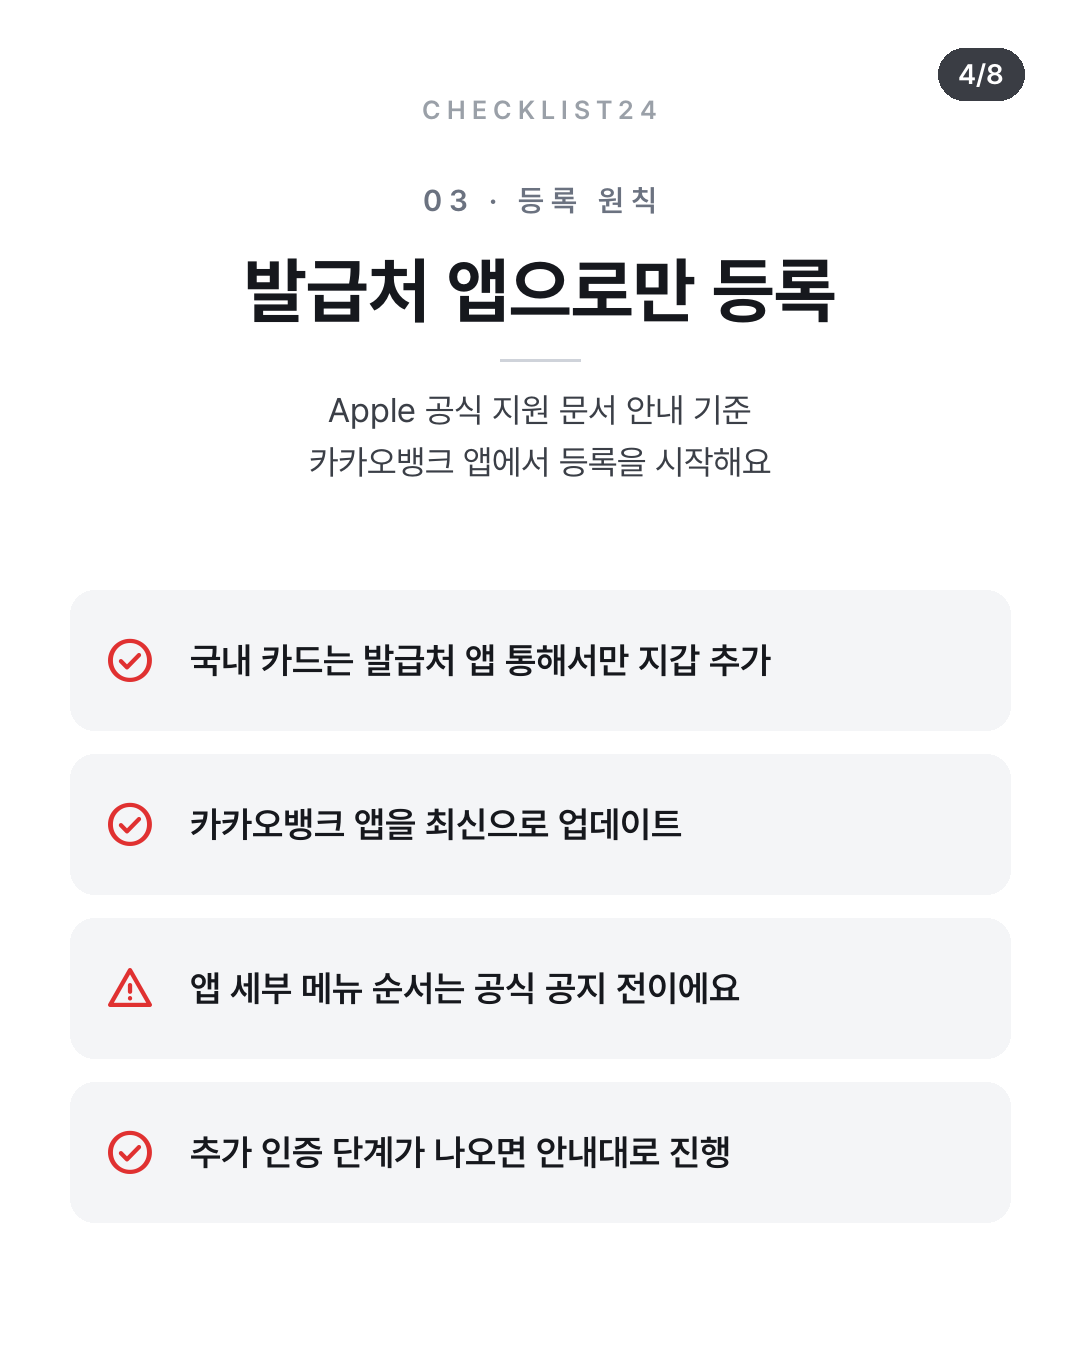 4/8
CHECKLIST24
03 · 등록 원칙
발급처 앱으로만 등록
Apple 공식 지원 문서 안내 기준
카카오뱅크 앱에서 등록을 시작해요
국내 카드는 발급처 앱 통해서만 지갑 추가
카카오뱅크 앱을 최신으로 업데이트
앱 세부 메뉴 순서는 공식 공지 전이에요
추가 인증 단계가 나오면 안내대로 진행